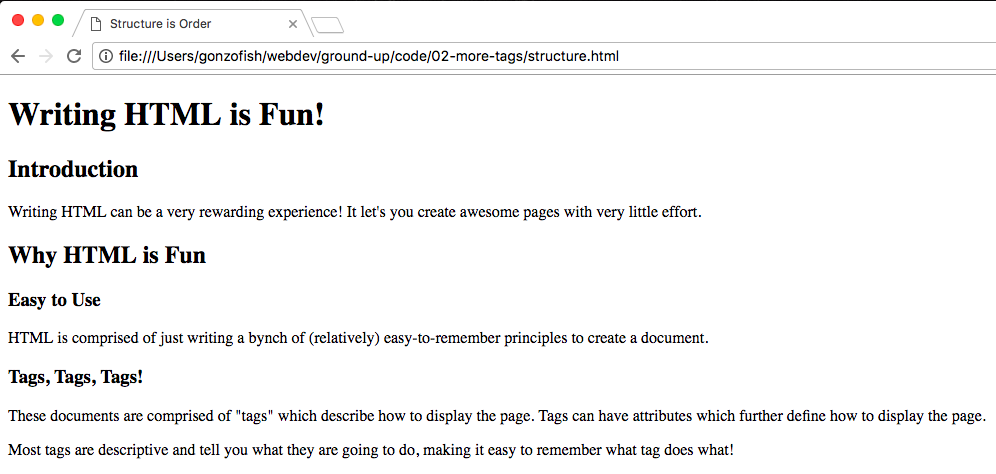 Structure is Order
file:///Users/gonzofish/webdev/ground-up/code/02-more-tags/structure.html
Writing HTML is Fun!
Introduction
Writing HTML can be a very rewarding experience! It let's you create awesome pages with very little effort.
Why HTML is Fun
Easy to Use
HTML is comprised of just writing a bynch of (relatively) easy-to-remember principles to create a document.
Tags, Tags, Tags!
These documents are comprised of "tags" which describe how to display the page. Tags can have attributes which further define how to display the page.
Most tags are descriptive and tell you what they are going to do, making it easy to remember what tag does what!